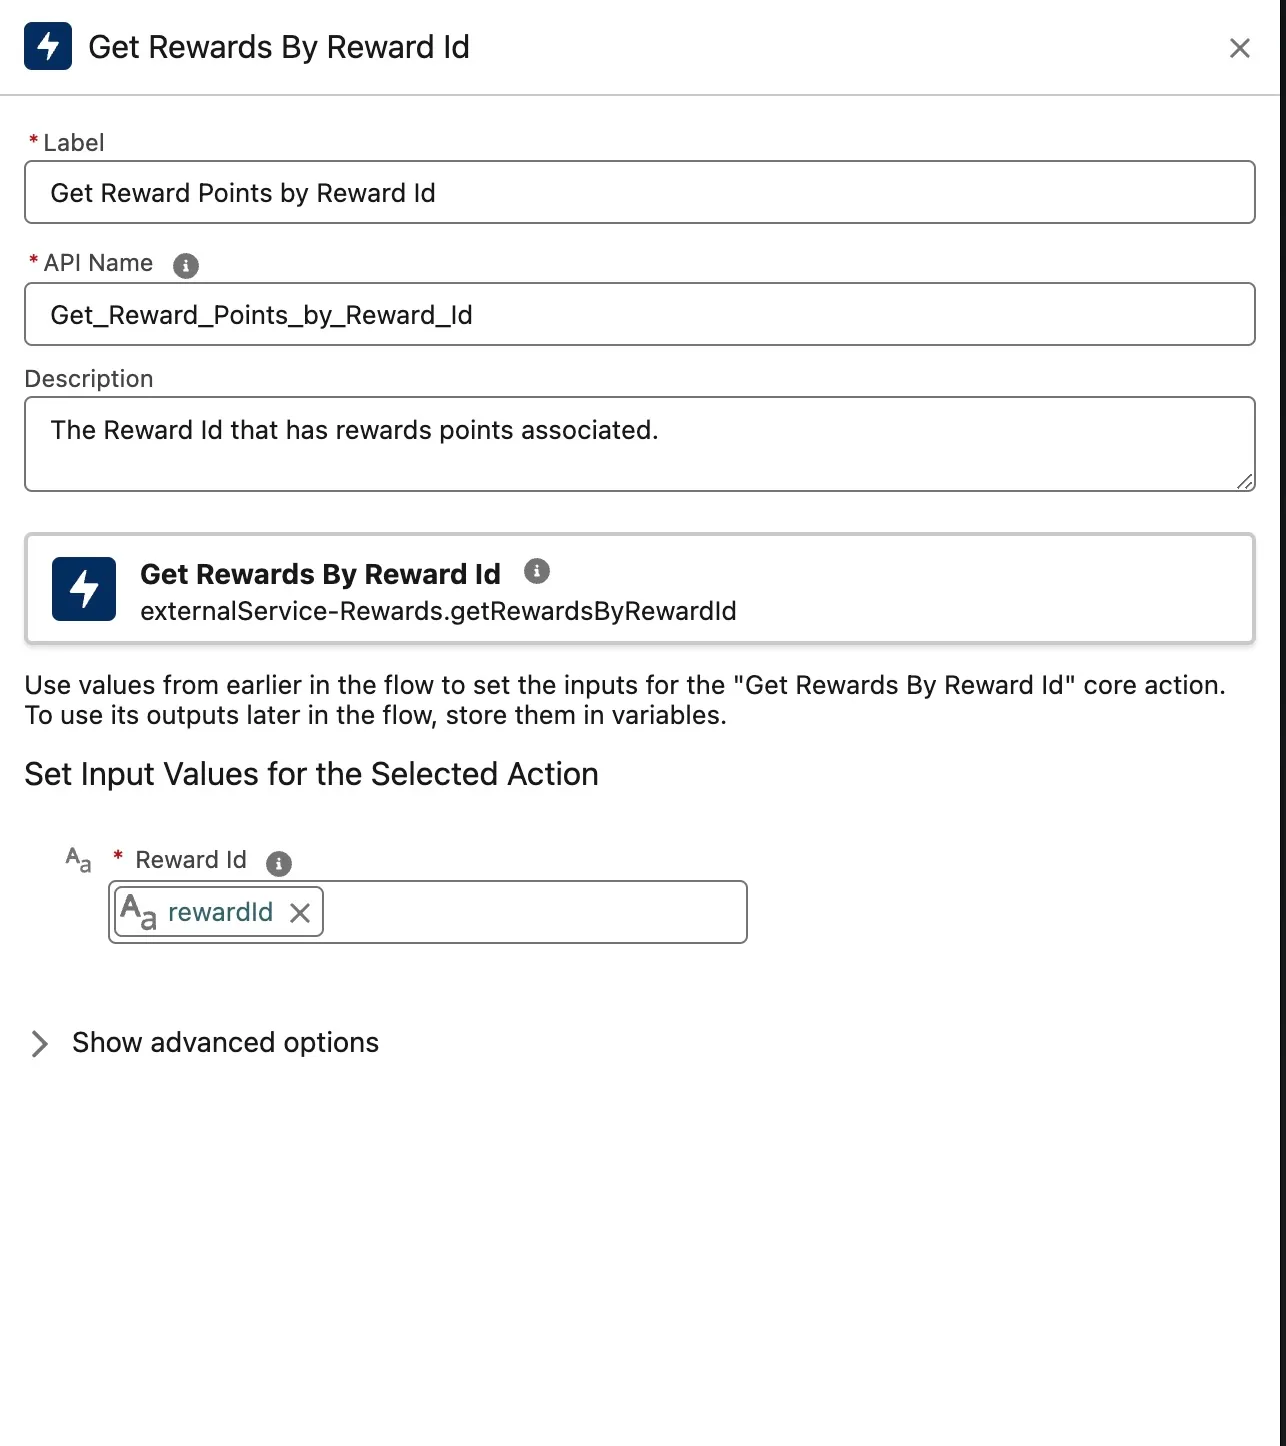 Get Rewards By Reward Id
* Label
Get Reward Points by Reward Id
* API Name
Get_Reward_Points_by_Reward_Id
Description
The Reward Id that has rewards points associated.
Get Rewards By Reward Id
externalService-Rewards.getRewardsByRewardId
Use values from earlier in the flow to set the inputs for the "Get Rewards By Reward Id" core action.
To use its outputs later in the flow, store them in variables.
Set Input Values for the Selected Action
Aa * Reward Id
Aa rewardId
Show advanced options